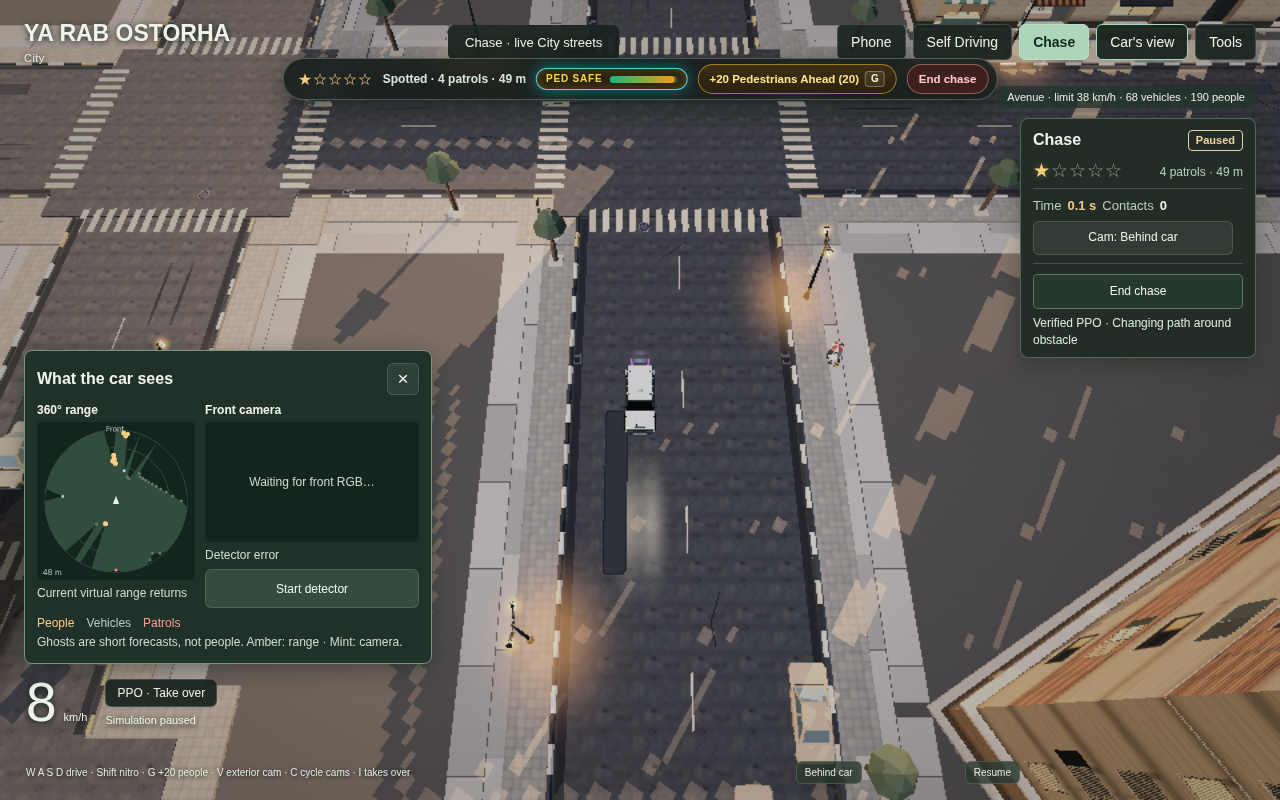 YA RAB OSTORHA
City
Chase · live City streets
Phone
Self Driving
Chase
Car's view
Tools
★☆☆☆☆ Spotted · 4 patrols · 49 m
PED SAFE
+20 Pedestrians Ahead (20) G
End chase
Avenue · limit 38 km/h · 68 vehicles · 190 people
Chase
Paused
★☆☆☆☆ 4 patrols · 49 m
Time 0.1 s Contacts 0
Cam: Behind car
End chase
Verified PPO · Changing path around
obstacle
What the car sees
✕
360° range
Front camera
Front
Waiting for front RGB…
48 m
Detector error
Current virtual range returns
Start detector
People Vehicles Patrols
Ghosts are short forecasts, not people. Amber: range · Mint: camera.
8 km/h
PPO · Take over
Simulation paused
W A S D drive · Shift nitro · G +20 people · V exterior cam · C cycle cams · I takes over
Behind car
Resume